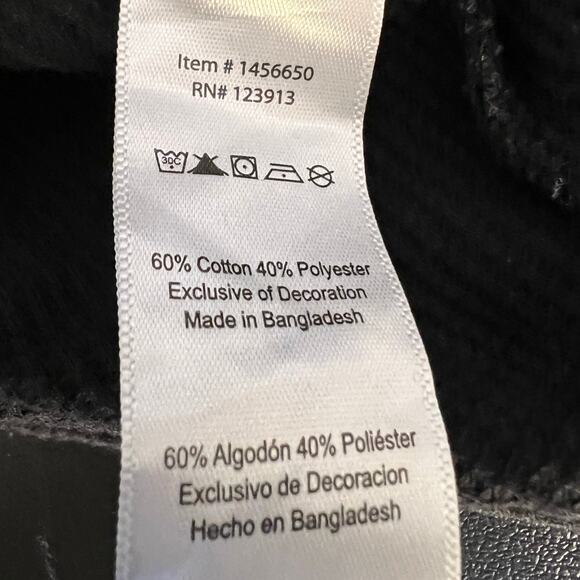 Item # 1456650
RN# 123913
30C
60% Cotton 40% Polyester
Exclusive of Decoration
Made in Bangladesh
60% Algodón 40% Poliéster
Exclusivo de Decoracion
Hecho en Bangladesh